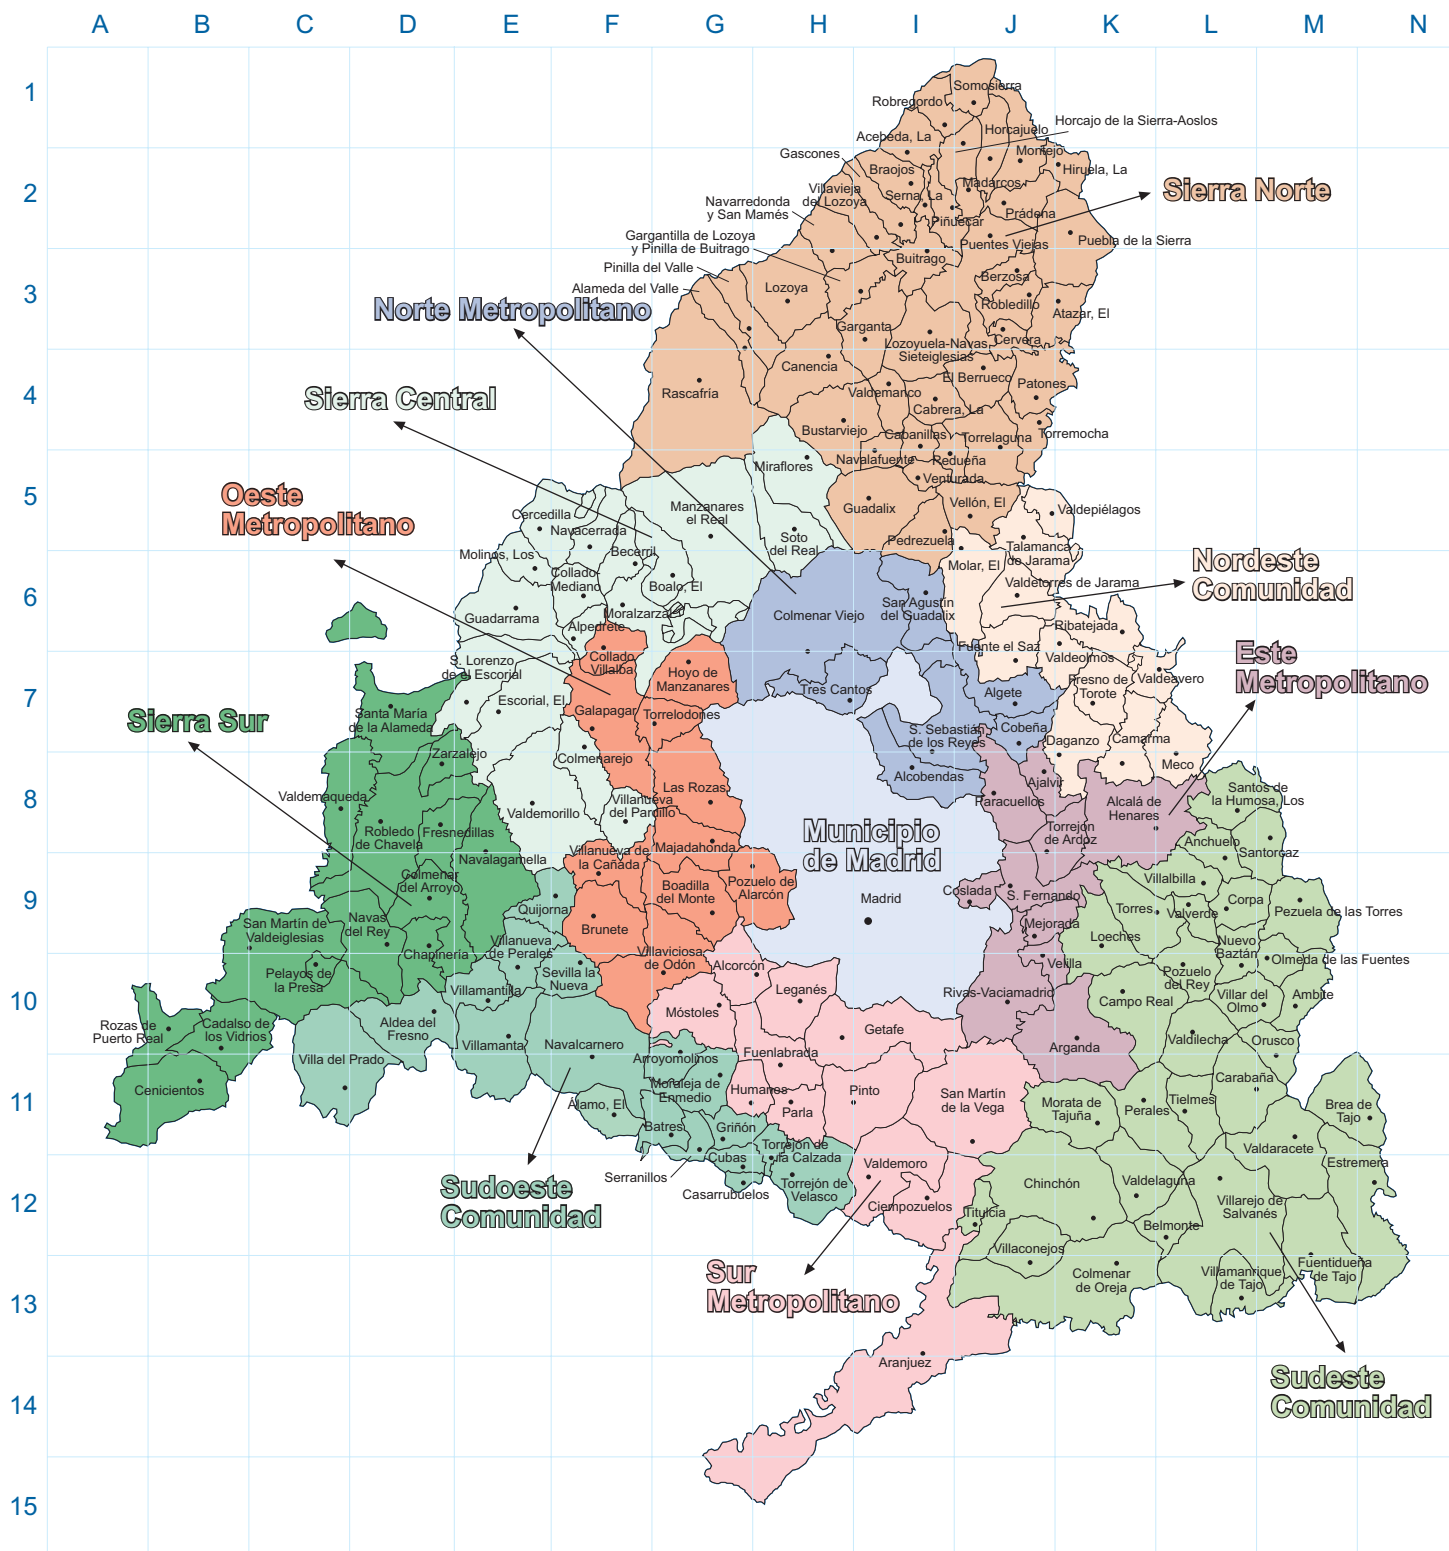 A B C D E F G H I J K L M N
1
2
3
4
5
6
7
8
9
10
11
12
13
14
15
Somosierra
Robregordo
Horcajo de la Sierra-Aoslos
Acebeda, La
Horcajuelo
Gascones
Montejo
Braojos
Hiruela, La
Villavieja
del Lozoya
Serna, La
Madarcos
Sierra Norte
Navarredonda
y San Mamés
Prádena
Piñuecar
Gargantilla de Lozoya
y Pinilla de Buitrago
Puentes Viejas
Puebla de la Sierra
Buitrago
Pinilla del Valle
Berzosa
Alameda del Valle
Lozoya
Robledillo
Norte Metropolitano
Atazar, El
Garganta
Cervera
Lozoyuela-Navas
Sieteiglesias
Canencia
El Berrueco
Rascafría
Valdemanco
Patones
Sierra Central
Cabrera, La
Bustarviejo
Cabanillas
Torrelaguna
Torremocha
Navalafuente
Redueña
Miraflores
Venturada
Oeste
Metropolitano
Manzanares
el Real
Guadalix
Vellón, El
Valdepiélagos
Cercedilla
Navacerrada
Soto
del Real
Pedrezuela
Talamanca
de Jarama
Molinos, Los
Becerril
Molar, El
Nordeste
Comunidad
Collado-
Mediano
Boalo, El
Valdetorres de Jarama
San Agustín
del Guadalix
Colmenar Viejo
Moralzarzal
Guadarrama
Alpedrete
Ribatejada
Fuente el Saz
Collado
Villalba
Valdeolmos
Este
Metropolitano
S. Lorenzo
de el Escorial
Hoyo de
Manzanares
Fresno de
Torote
Valdeavero
Tres Cantos
Algete
Escorial, El
Galapagar
Sierra Sur
Santa María
de la Alameda
Torrelodones
S. Sebastián
de los Reyes
Cobeña
Daganzo
Camarma
Zarzalejo
Colmenarejo
Meco
Alcobendas
Ajalvir
Valdemaqueda
Las Rozas
Santos de
la Humosa, Los
Villanueva
del Pardillo
Paracuellos
Alcalá de
Henares
Valdemorillo
Robledo
de Chavela
Fresnedillas
Municipio
de Madrid
Torrejón
de Ardoz
Majadahonda
Anchuelo
Santorcaz
Navalagamella
Villanueva de
la Cañada
Colmenar
del Arroyo
Boadilla
del Monte
Pozuelo de
Alarcón
Villalbilla
Coslada
S. Fernando
Madrid
Corpa
Quijorna
Torres
Valverde
Pezuela de las Torres
San Martín de
Valdeiglesias
Navas
del Rey
Brunete
Mejorada
Loeches
Villanueva
de Perales
Nuevo
Baztán
Chapinería
Villaviciosa
de Odón
Olmeda de las Fuentes
Pelayos de
la Presa
Sevilla la
Nueva
Alcorcón
Velilla
Pozuelo
del Rey
Villamantilla
Leganés
Rivas-Vaciamadrid
Campo Real
Villar del
Olmo
Ambite
Móstoles
Rozas de
Puerto Real
Cadalso de
los Vidrios
Aldea del
Fresno
Getafe
Valdilecha
Orusco
Villamanta
Navalcarnero
Arganda
Villa del Prado
Arroyomolinos
Fuenlabrada
Cenicientos
Moraleja de
Enmedio
Humanes
Pinto
San Martín
de la Vega
Carabaña
Álamo, El
Parla
Morata de
Tajuña
Perales
Tielmes
Brea de
Tajo
Batres
Griñón
Torrejón de
la Calzada
Valdaracete
Cubas
Valdemoro
Estremera
Serranillos
Sudoeste
Comunidad
Casarrubuelos
Torrejón de
Velasco
Chinchón
Valdelaguna
Ciempozuelos
Titulcia
Villarejo de
Salvanés
Belmonte
Sur
Metropolitano
Villaconejos
Colmenar
de Oreja
Villamanrique
de Tajo
Fuentidueña
de Tajo
Aranjuez
Sudeste
Comunidad